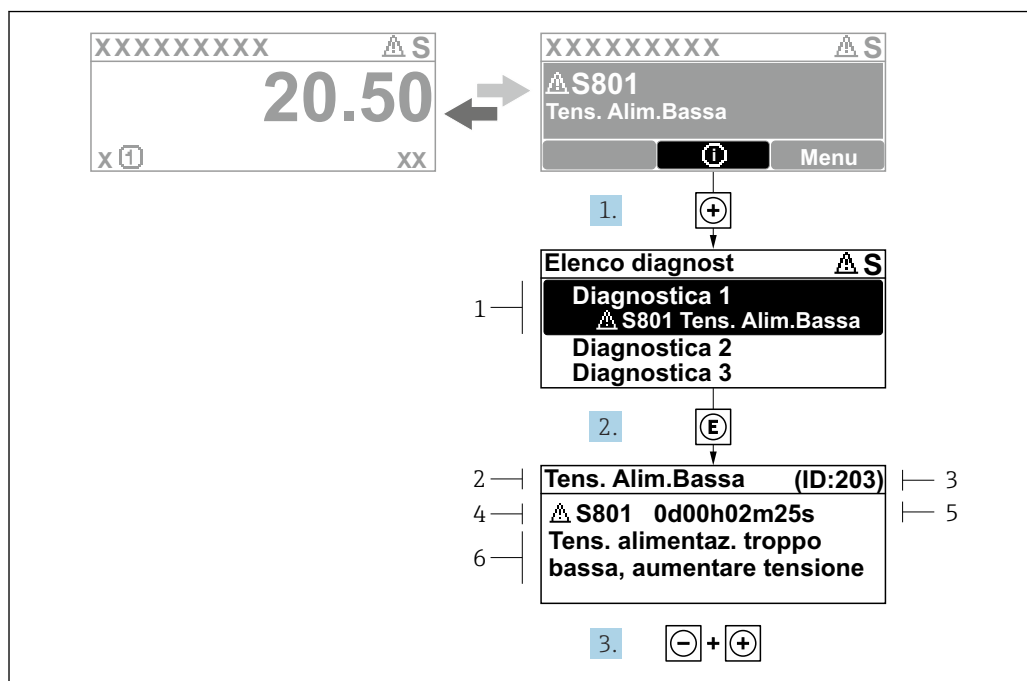 XXXXXXXXX ⚠ S
20.50
X 1 XX
XXXXXXXXX ⚠ S
⚠ S801
Tens. Alim.Bassa
i Menu
1. +
Elenco diagnost ⚠ S
1
Diagnostica 1
⚠ S801 Tens. Alim.Bassa
Diagnostica 2
Diagnostica 3
2. E
2 Tens. Alim.Bassa (ID:203) 3
4 ⚠ S801 0d00h02m25s 5
6
Tens. alimentaz. troppo
bassa, aumentare tensione
3. − + +